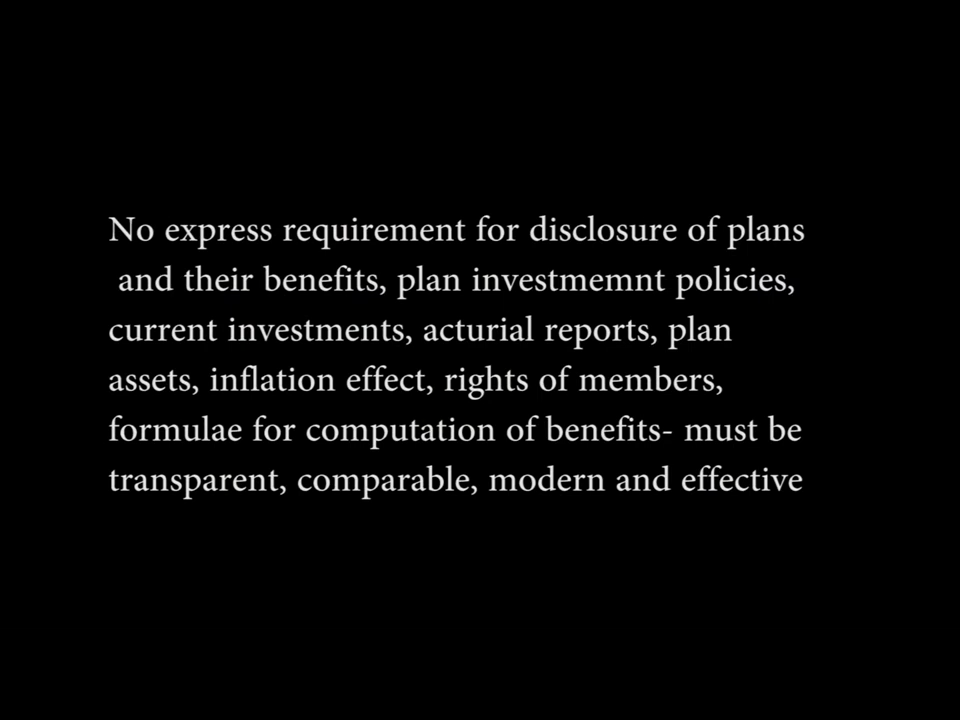 No express requirement for disclosure of plans
and their benefits, plan investmemnt policies,
current investments, acturial reports, plan
assets, inflation effect, rights of members,
formulae for computation of benefits- must be
transparent, comparable, modern and effective